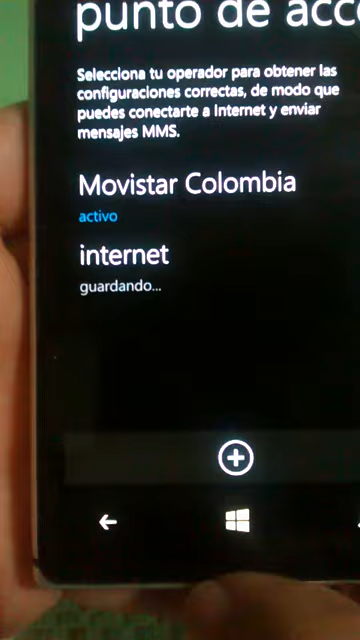 punto de acc
Selecciona tu operador para obtener las
configuraciones correctas, de modo que
puedes conectarte a Internet y enviar
mensajes MMS.
Movistar Colombia
activo
internet
guardando...